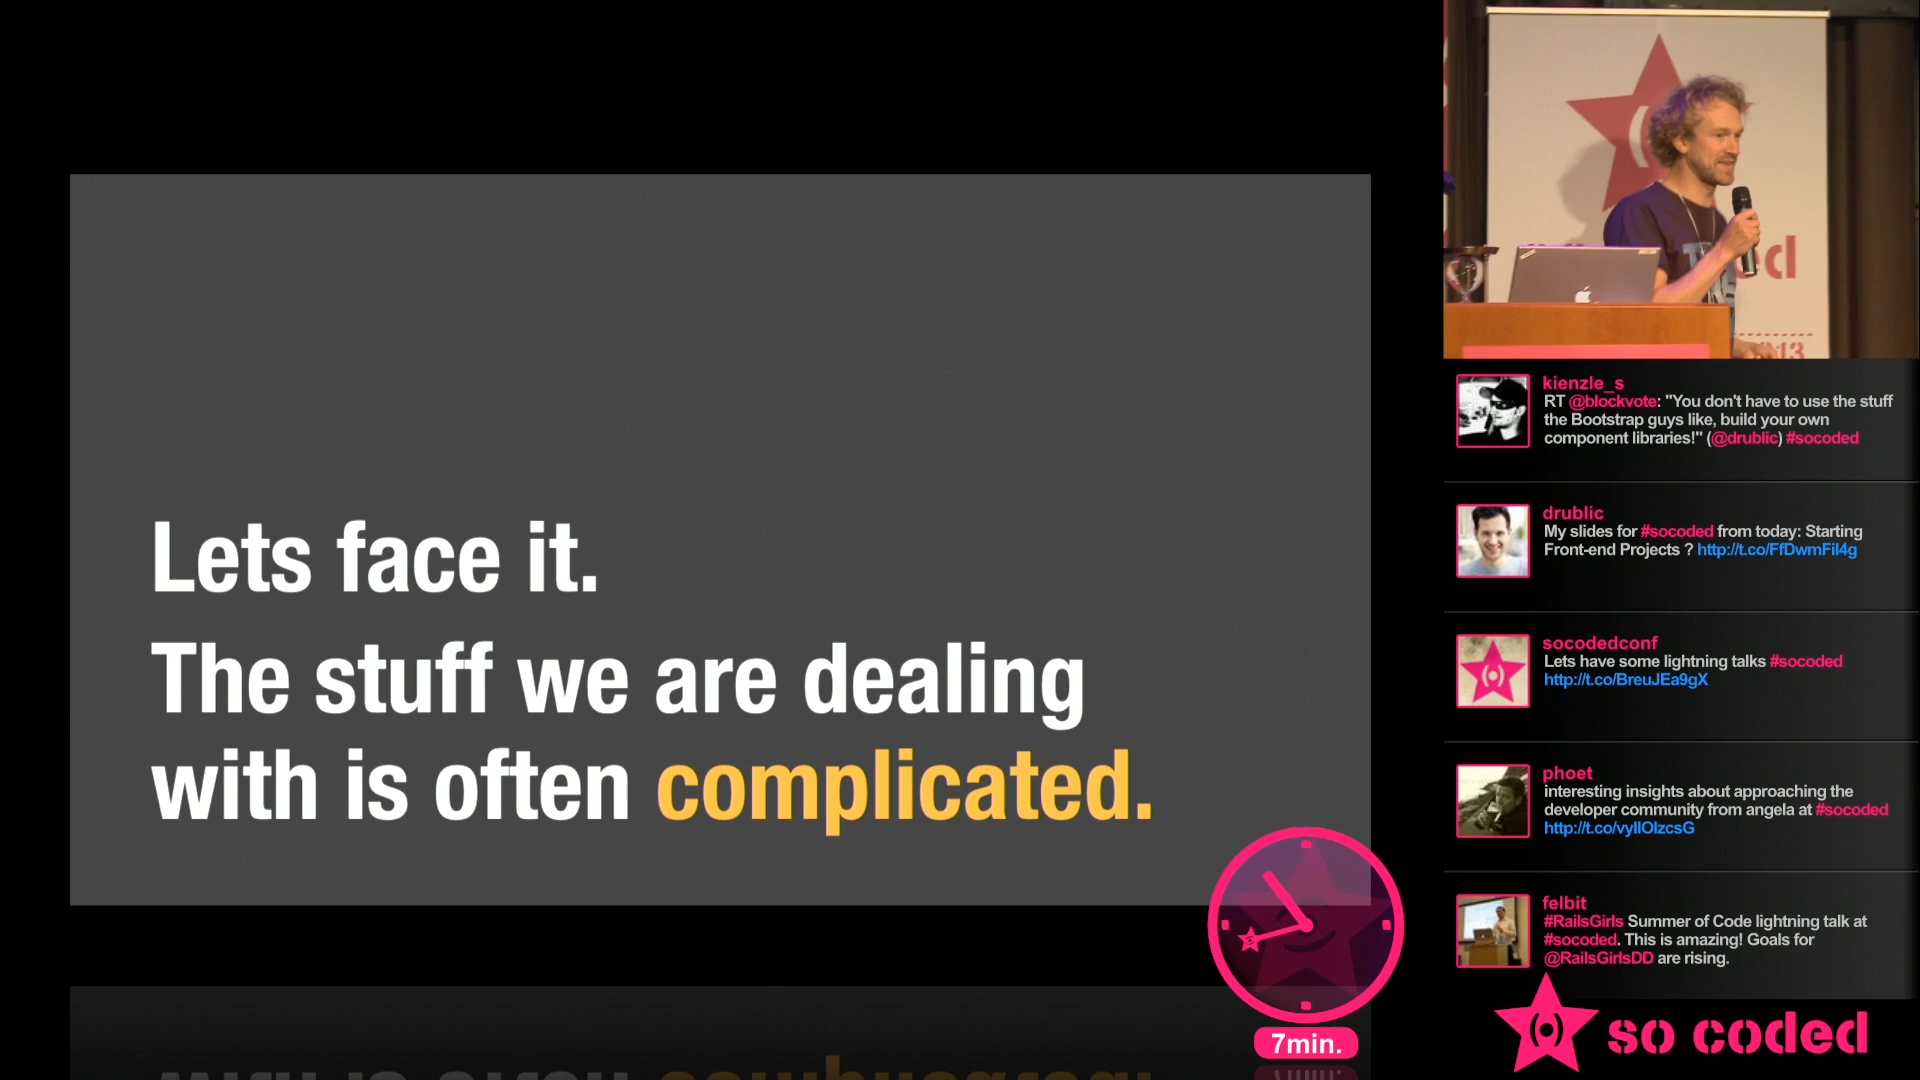 Lets face it.
The stuff we are dealing
with is often complicated.
7min.
ed
13
kienzle_s
RT @blockvote: "You don't have to use the stuff
the Bootstrap guys like, build your own
component libraries!" (@drublic) #socoded
drublic
My slides for #socoded from today: Starting
Front-end Projects ? http://t.co/FfDwmFil4g
socodedconf
Lets have some lightning talks #socoded
http://t.co/BreuJEa9gX
phoet
interesting insights about approaching the
developer community from angela at #socoded
http://t.co/vyIlOIzcsG
felbit
#RailsGirls Summer of Code lightning talk at
#socoded. This is amazing! Goals for
@RailsGirlsDD are rising.
so coded